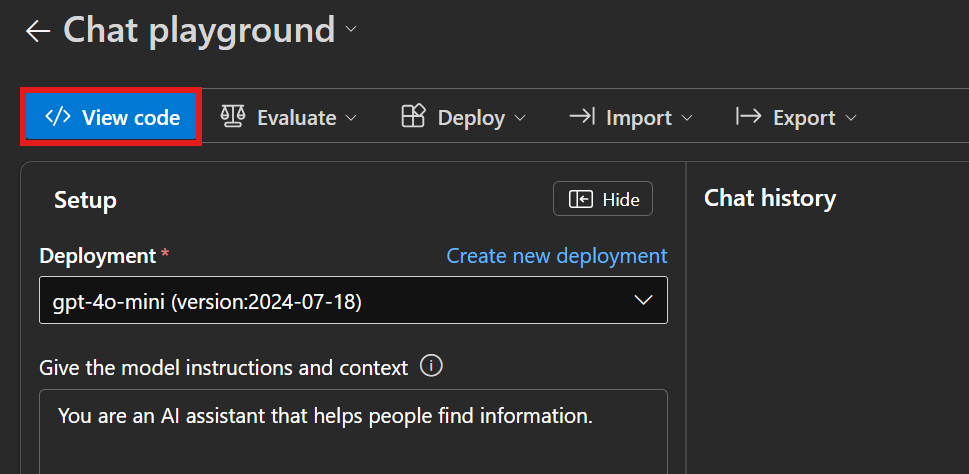 Chat playground
</> View code Evaluate Deploy Import Export
Setup
Hide
Chat history
Deployment *
Create new deployment
gpt-4o-mini (version:2024-07-18)
Give the model instructions and context
You are an AI assistant that helps people find information.